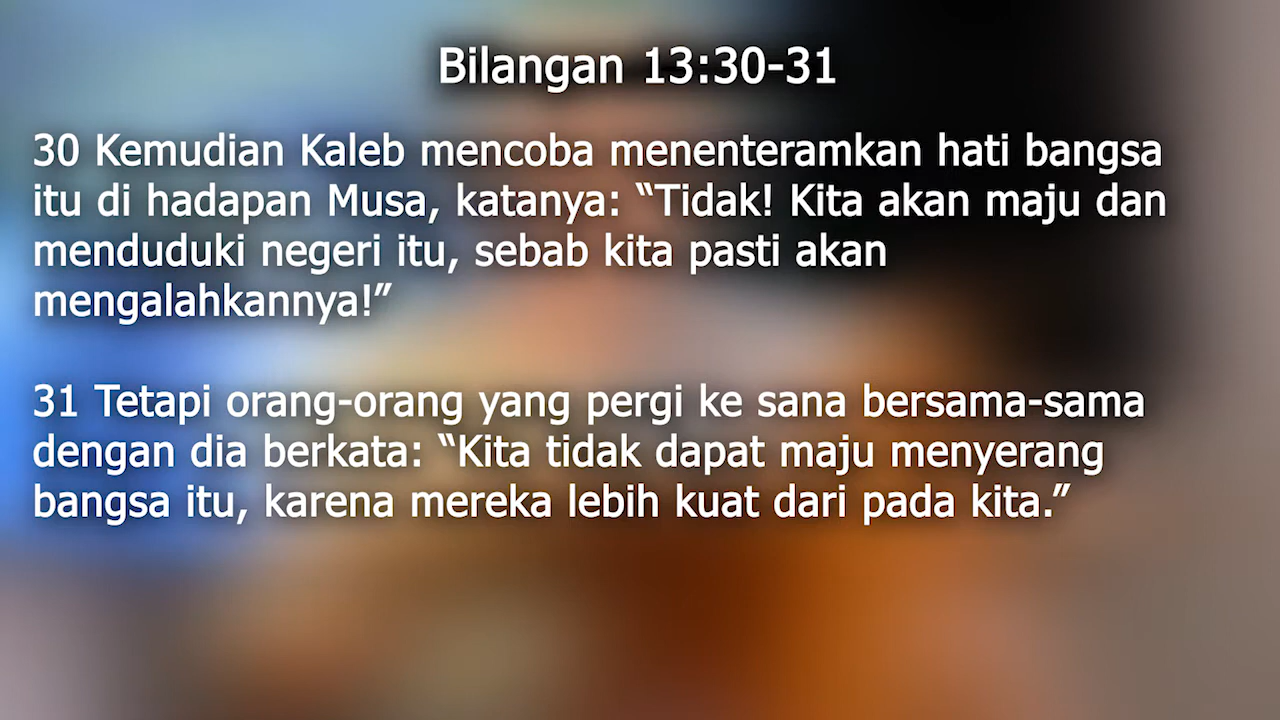 Bilangan 13:30-31
30 Kemudian Kaleb mencoba menenteramkan hati bangsa
itu di hadapan Musa, katanya: “Tidak! Kita akan maju dan
menduduki negeri itu, sebab kita pasti akan
mengalahkannya!”
31 Tetapi orang-orang yang pergi ke sana bersama-sama
dengan dia berkata: “Kita tidak dapat maju menyerang
bangsa itu, karena mereka lebih kuat dari pada kita.”